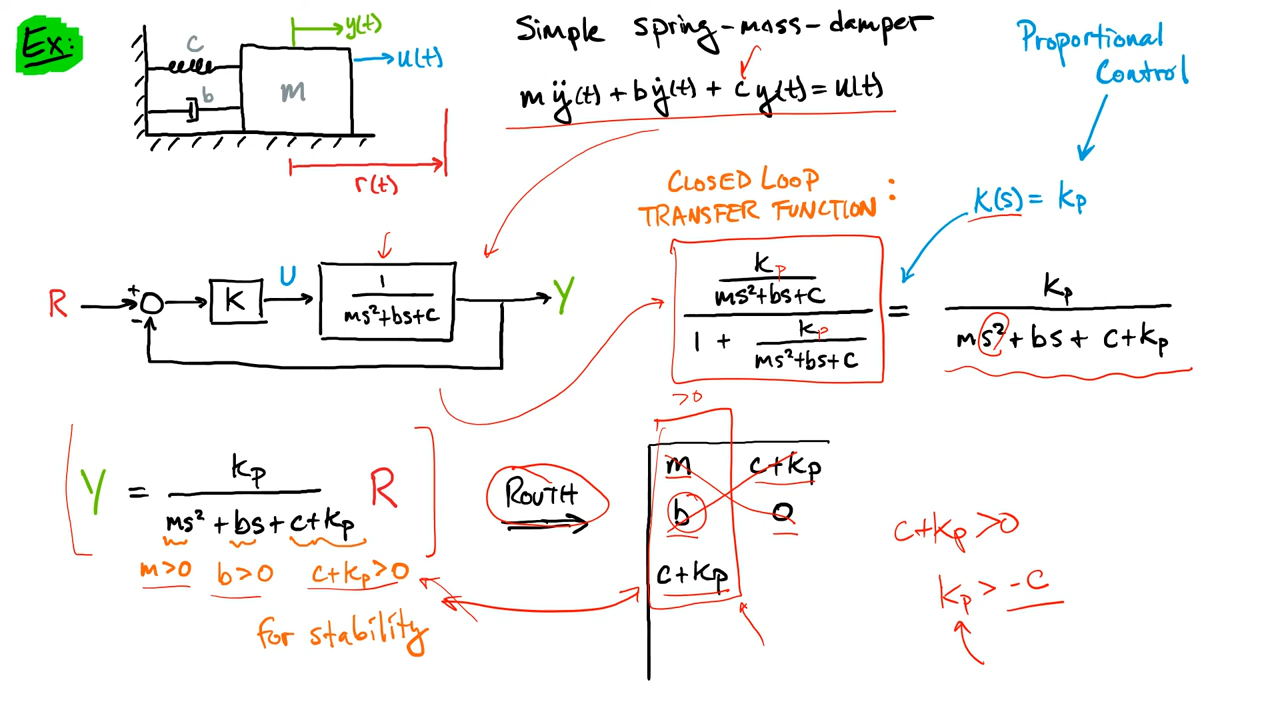 Ex:
y(t)
u(t)
c
b
m
r(t)
Simple spring-mass-damper
mÿ(t) + bẏ(t) + c y(t) = u(t)
Proportional
Control
K(s) = kp
CLOSED LOOP
TRANSFER FUNCTION:
R
+
-
K
U
1
ms²+bs+c
Y
kp
ms²+bs+c
1 + kp
ms²+bs+c
=
kp
ms²+bs+ c+kp
>0
Y = kp R
ms² + bs + c+kp
m>0 b>0 c+kp>0
for stability
ROUTH
m c+kp
b 0
c+kp
c+kp >0
kp > -c